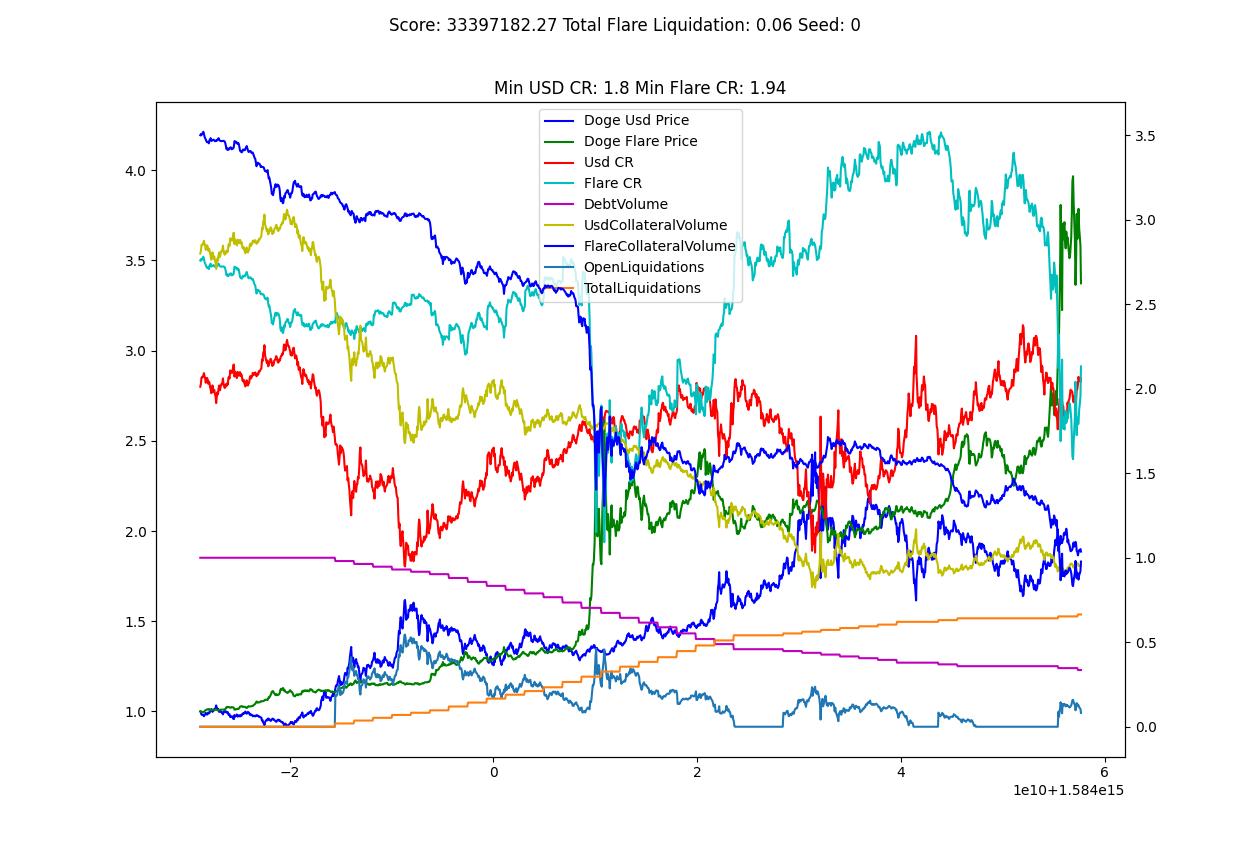 Score: 33397182.27 Total Flare Liquidation: 0.06 Seed: 0
Min USD CR: 1.8 Min Flare CR: 1.94
Doge Usd Price
Doge Flare Price
Usd CR
Flare CR
DebtVolume
UsdCollateralVolume
FlareCollateralVolume
OpenLiquidations
TotalLiquidations
4.0
3.5
3.0
2.5
2.0
1.5
1.0
3.5
3.0
2.5
2.0
1.5
1.0
0.5
0.0
−2 0 2 4 6
1e10+1.584e15